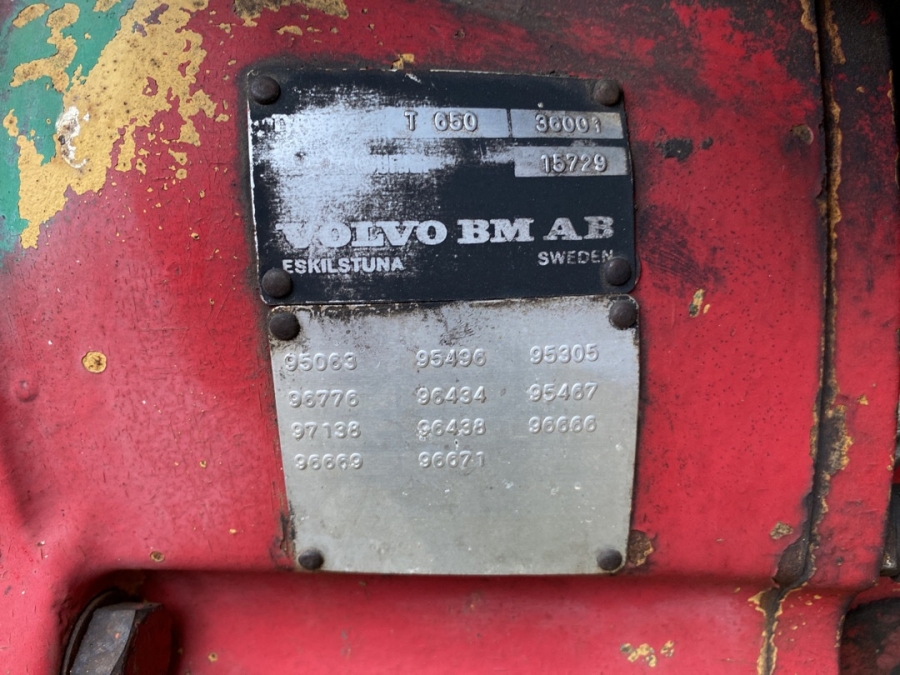 T 650 36001
15729
VOLVO BM AB
ESKILSTUNA SWEDEN
95063 95496 95305
96776 96434 95467
97138 96438 96666
96669 96671